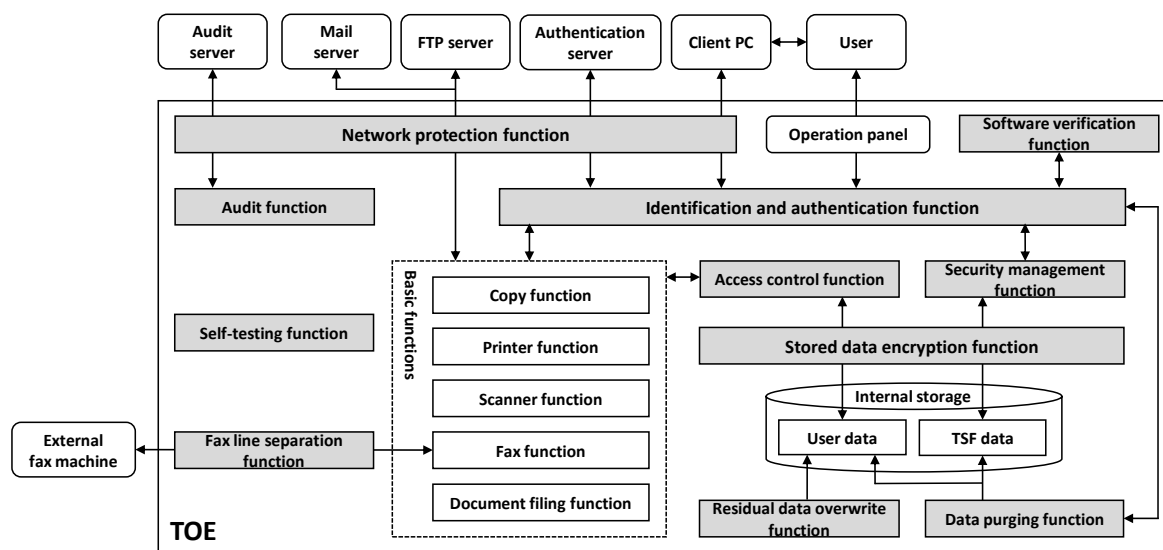 Audit
server
Mail
server
FTP server
Authentication
server
Client PC
User
Network protection function
Operation panel
Software verification
function
Audit function
Identification and authentication function
Basic functions
Copy function
Access control function
Security management
function
Self-testing function
Printer function
Stored data encryption function
Scanner function
Internal storage
External
fax machine
Fax line separation
function
Fax function
User data
TSF data
Document filing function
Residual data overwrite
function
Data purging function
TOE